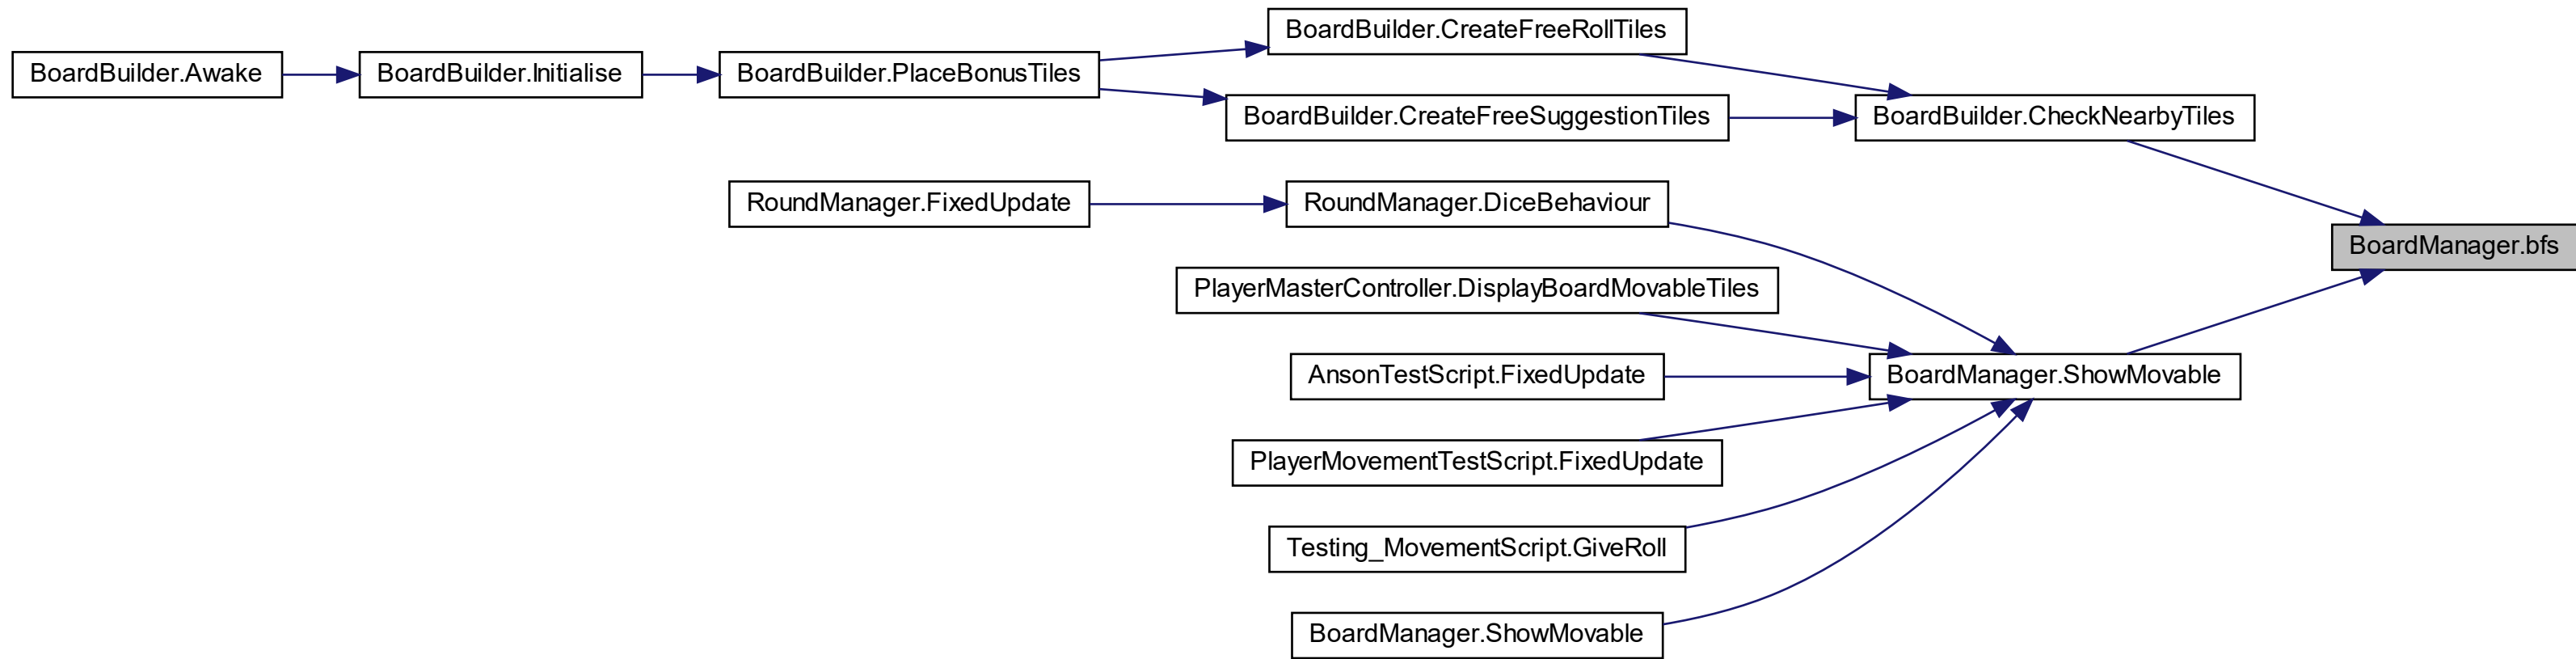 BoardBuilder.CreateFreeRollTiles
BoardBuilder.Awake
BoardBuilder.Initialise
BoardBuilder.PlaceBonusTiles
BoardBuilder.CreateFreeSuggestionTiles
BoardBuilder.CheckNearbyTiles
RoundManager.FixedUpdate
RoundManager.DiceBehaviour
BoardManager.bfs
PlayerMasterController.DisplayBoardMovableTiles
AnsonTestScript.FixedUpdate
BoardManager.ShowMovable
PlayerMovementTestScript.FixedUpdate
Testing_MovementScript.GiveRoll
BoardManager.ShowMovable